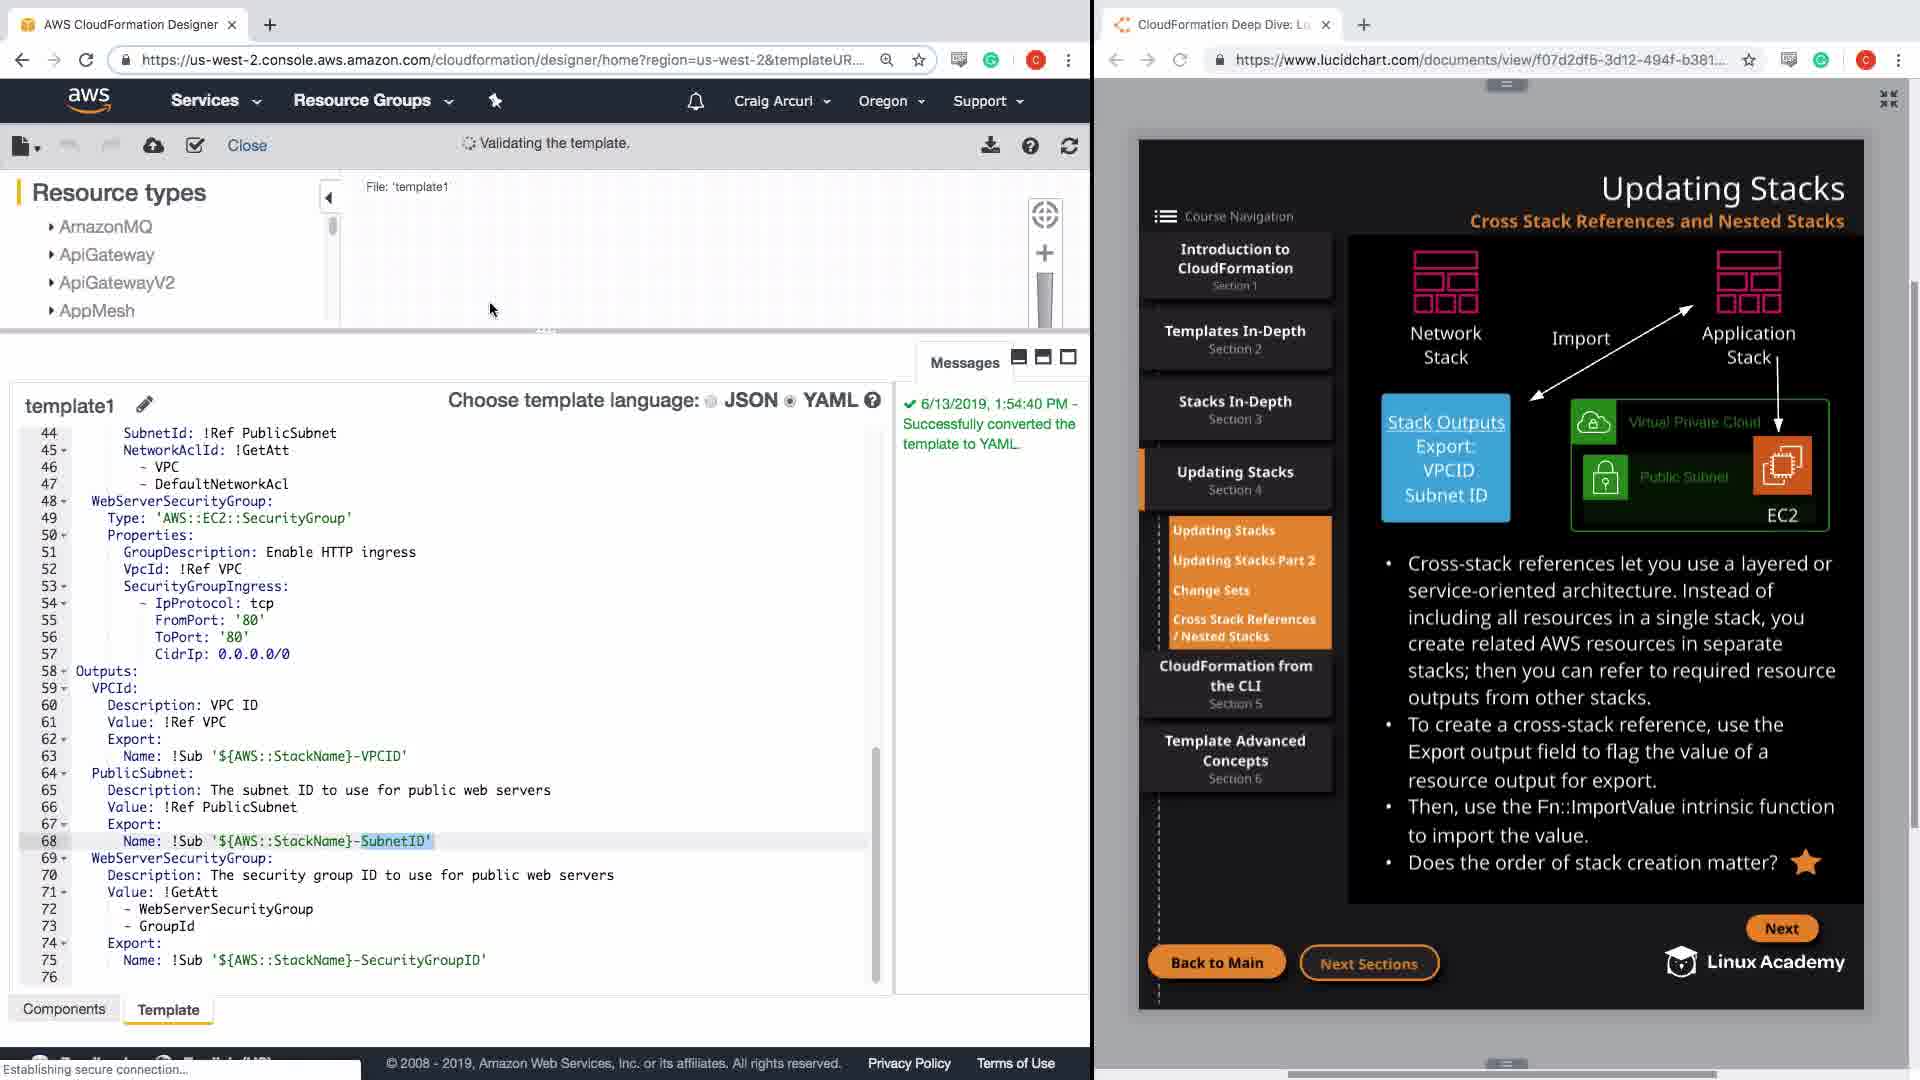 AWS CloudFormation Designer
https://us-west-2.console.aws.amazon.com/cloudformation/designer/home?region=us-west-2&templateUR...
C
aws
Services
Resource Groups
Craig Arcuri
Oregon
Support
Close
Validating the template.
Resource types
AmazonMQ
ApiGateway
ApiGatewayV2
AppMesh
File: 'template1'
Messages
6/13/2019, 1:54:40 PM -
Successfully converted the
template to YAML.
template1
Choose template language: JSON YAML
44 SubnetId: !Ref PublicSubnet
45 NetworkAclId: !GetAtt
46 - VPC
47 - DefaultNetworkAcl
48 WebServerSecurityGroup:
49 Type: 'AWS::EC2::SecurityGroup'
50 Properties:
51 GroupDescription: Enable HTTP ingress
52 VpcId: !Ref VPC
53 SecurityGroupIngress:
54 - IpProtocol: tcp
55 FromPort: '80'
56 ToPort: '80'
57 CidrIp: 0.0.0.0/0
58 Outputs:
59 VPCId:
60 Description: VPC ID
61 Value: !Ref VPC
62 Export:
63 Name: !Sub '${AWS::StackName}-VPCID'
64 PublicSubnet:
65 Description: The subnet ID to use for public web servers
66 Value: !Ref PublicSubnet
67 Export:
68 Name: !Sub '${AWS::StackName}-SubnetID'
69 WebServerSecurityGroup:
70 Description: The security group ID to use for public web servers
71 Value: !GetAtt
72 - WebServerSecurityGroup
73 - GroupId
74 Export:
75 Name: !Sub '${AWS::StackName}-SecurityGroupID'
76
Components
Template
© 2008 - 2019, Amazon Web Services, Inc. or its affiliates. All rights reserved.
Privacy Policy
Terms of Use
Establishing secure connection...
CloudFormation Deep Dive: Lu
https://www.lucidchart.com/documents/view/f07d2df5-3d12-494f-b381...
C
Updating Stacks
Cross Stack References and Nested Stacks
Course Navigation
Introduction to
CloudFormation
Section 1
Templates In-Depth
Section 2
Stacks In-Depth
Section 3
Updating Stacks
Section 4
Updating Stacks
Updating Stacks Part 2
Change Sets
Cross Stack References
/ Nested Stacks
CloudFormation from
the CLI
Section 5
Template Advanced
Concepts
Section 6
Network
Stack
Import
Application
Stack
Stack Outputs
Export:
VPCID
Subnet ID
Virtual Private Cloud
Public Subnet
EC2
• Cross-stack references let you use a layered or
service-oriented architecture. Instead of
including all resources in a single stack, you
create related AWS resources in separate
stacks; then you can refer to required resource
outputs from other stacks.
• To create a cross-stack reference, use the
Export output field to flag the value of a
resource output for export.
• Then, use the Fn::ImportValue intrinsic function
to import the value.
• Does the order of stack creation matter?
Next
Back to Main
Next Sections
Linux Academy